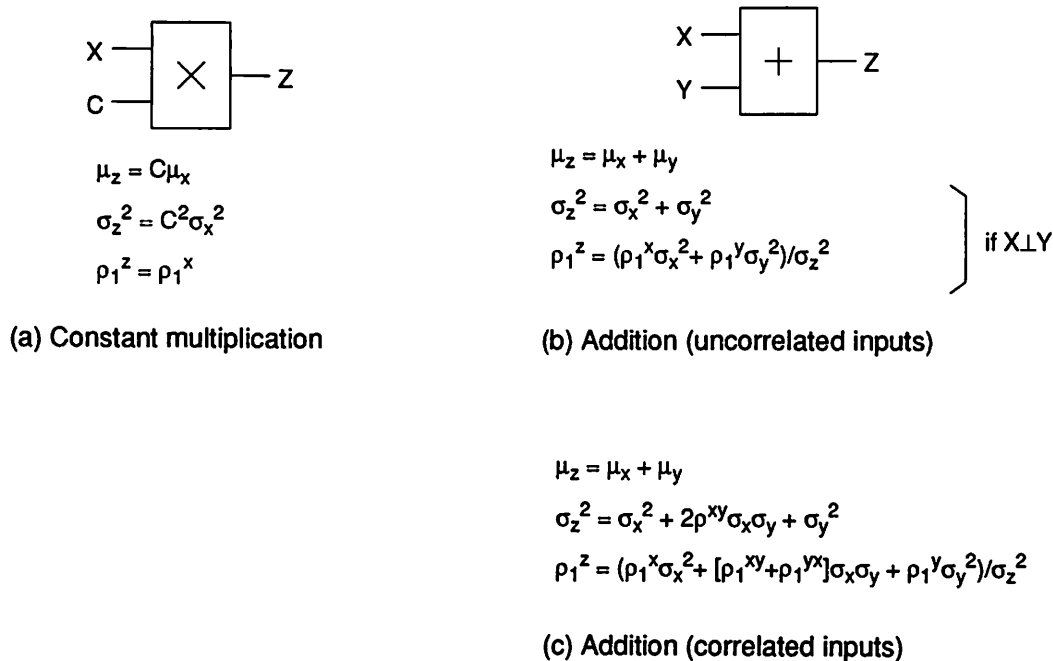 X
C
×
Z
μz = Cμx
σz² = C²σx²
ρ₁ᶻ = ρ₁ˣ
(a) Constant multiplication
X
Y
+
Z
μz = μx + μy
σz² = σx² + σy²
ρ₁ᶻ = (ρ₁ˣσx² + ρ₁ʸσy²)/σz²
if X⊥Y
(b) Addition (uncorrelated inputs)
μz = μx + μy
σz² = σx² + 2ρˣʸσxσy + σy²
ρ₁ᶻ = (ρ₁ˣσx² + [ρ₁ˣʸ+ρ₁ʸˣ]σxσy + ρ₁ʸσy²)/σz²
(c) Addition (correlated inputs)